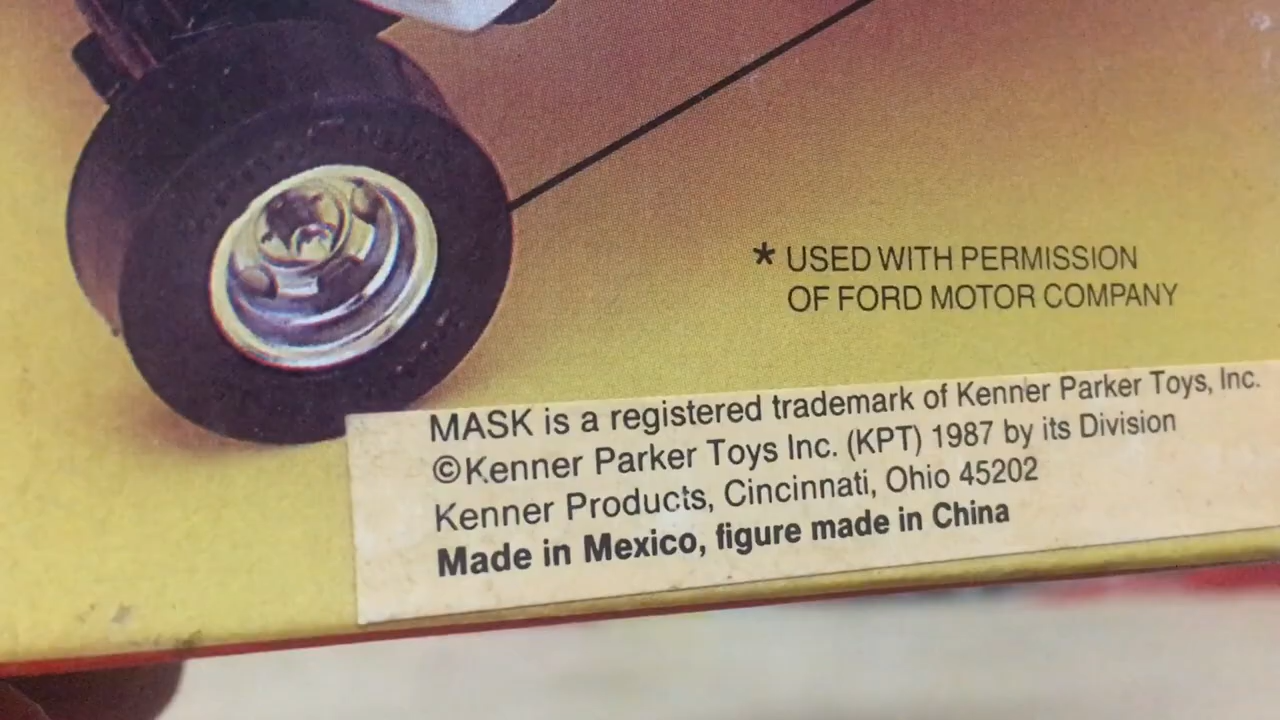 * USED WITH PERMISSION
OF FORD MOTOR COMPANY
MASK is a registered trademark of Kenner Parker Toys, Inc.
©Kenner Parker Toys Inc. (KPT) 1987 by its Division
Kenner Products, Cincinnati, Ohio 45202
Made in Mexico, figure made in China